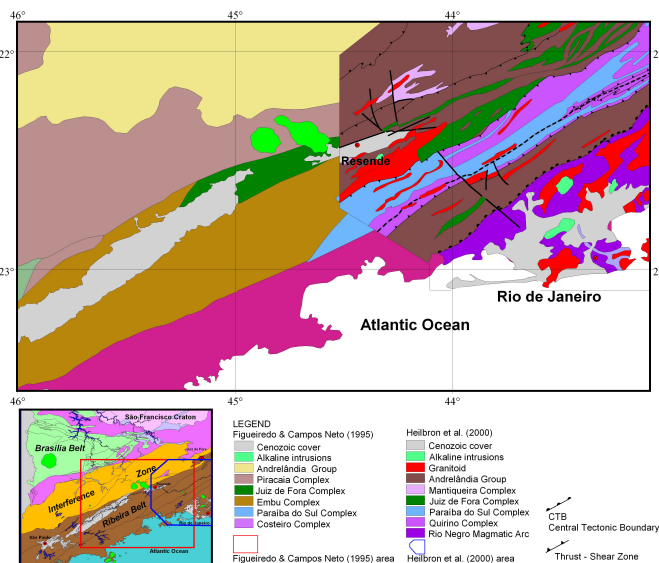 46° 45° 44°
22° 2
Resende
23° 2
Rio de Janeiro
Atlantic Ocean
46° 45° 44°
São Francisco Craton
Brasília Belt
Zone
Interference
Ribeira Belt
São Paulo
Rio de Janeiro
Atlantic Ocean
LEGEND
Figueiredo & Campos Neto (1995)
Cenozoic cover
Alkaline intrusions
Andrelândia Group
Piracaia Complex
Juiz de Fora Complex
Embu Complex
Paraíba do Sul Complex
Costeiro Complex
Figueiredo & Campos Neto (1995) area
Heilbron et al. (2000)
Cenozoic cover
Alkaline intrusions
Granitoid
Andrelândia Group
Mantiqueira Complex
Juiz de Fora Complex
Paraíba do Sul Complex
Quirino Complex
Rio Negro Magmatic Arc
Heilbron et al. (2000) area
CTB
Central Tectonic Boundary
Thrust - Shear Zone